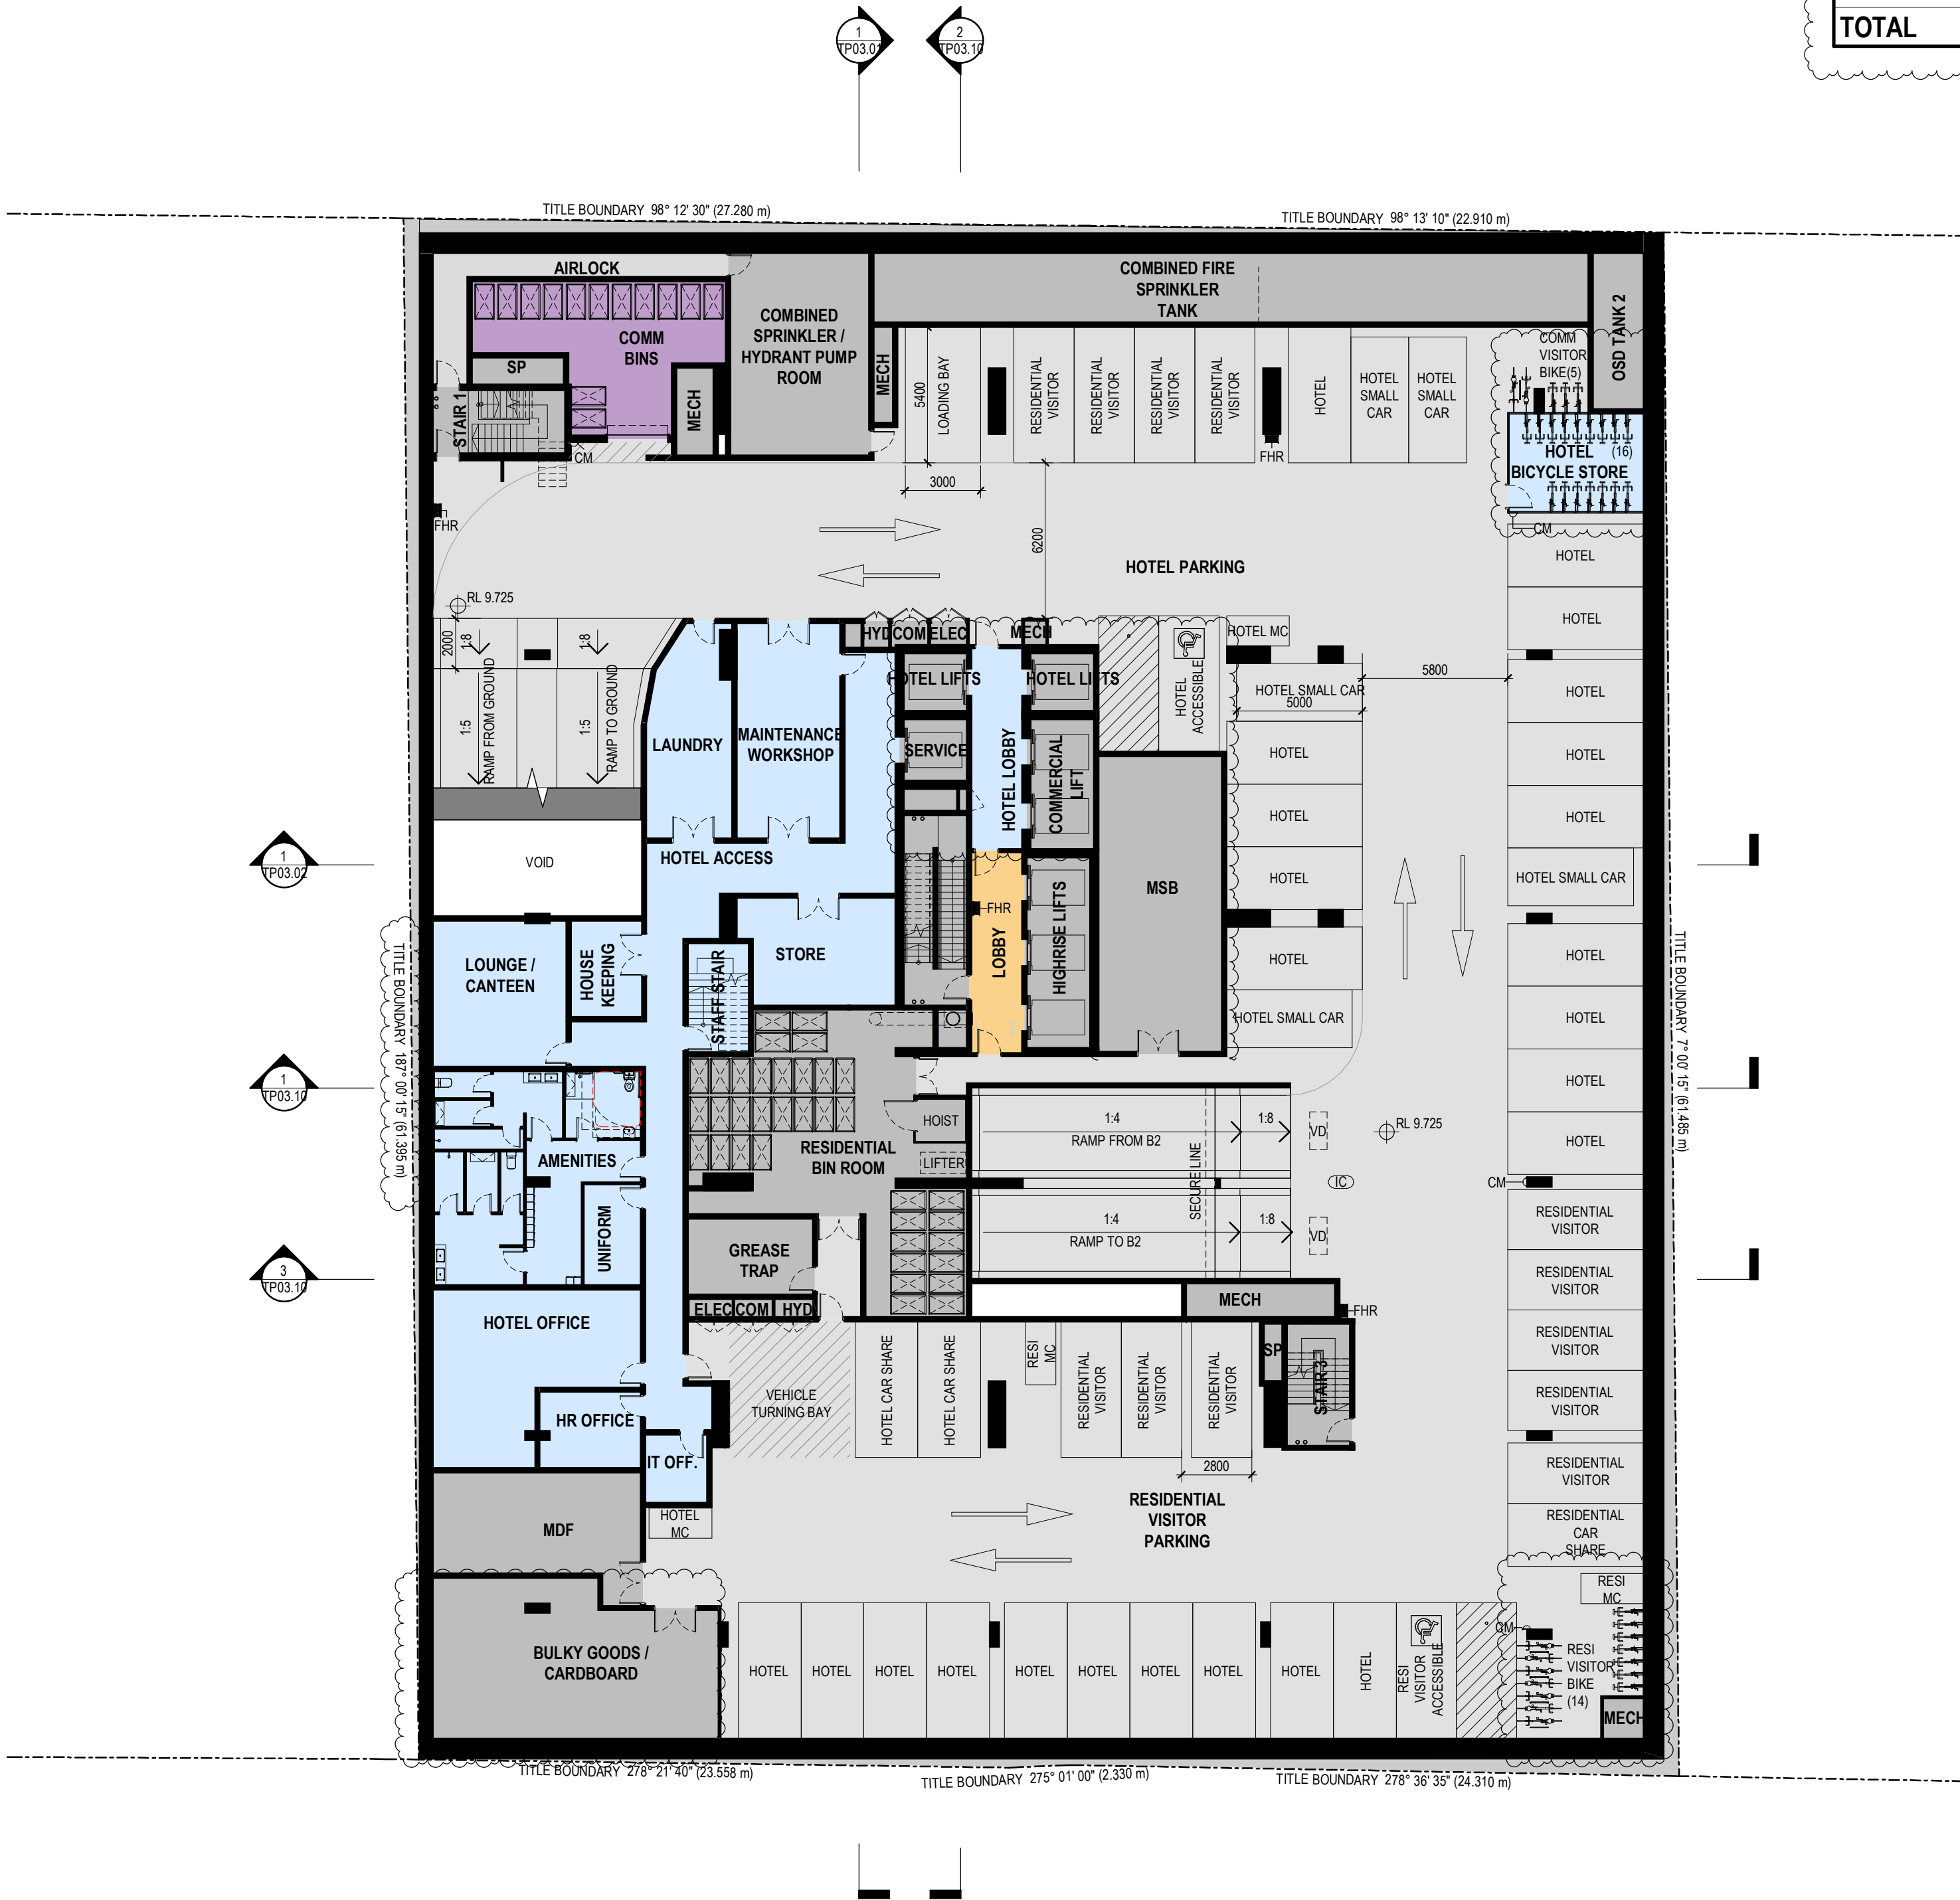 TOTAL
1
TP03.01
2
TP03.10
TITLE BOUNDARY 98° 12' 30" (27.280 m)
TITLE BOUNDARY 98° 13' 10" (22.910 m)
AIRLOCK
COMM
BINS
SP
STAIR 1
MECH
CM
COMBINED
SPRINKLER /
HYDRANT PUMP
ROOM
MECH
COMBINED FIRE
SPRINKLER
TANK
OSD TANK 2
5400
LOADING BAY
3000
RESIDENTIAL
VISITOR
RESIDENTIAL
VISITOR
RESIDENTIAL
VISITOR
RESIDENTIAL
VISITOR
FHR
HOTEL
HOTEL
SMALL
CAR
HOTEL
SMALL
CAR
COMM
VISITOR
BIKE(5)
HOTEL
(16)
BICYCLE STORE
CM
FHR
6200
HOTEL PARKING
RL 9.725
2000
1:8
1:8
1:5
RAMP FROM GROUND
1:5
RAMP TO GROUND
VOID
LAUNDRY
MAINTENANCE
WORKSHOP
HYD
COM
ELEC
MECH
HOTEL LIFTS
HOTEL LIFTS
SERVICE
HOTEL LOBBY
COMMERCIAL
LIFT
HOTEL
ACCESSIBLE
HOTEL MC
HOTEL SMALL CAR
5000
5800
HOTEL
HOTEL
HOTEL
HOTEL
HOTEL SMALL CAR
HOTEL
HOTEL
HOTEL
HOTEL
HOTEL
HOTEL SMALL CAR
HOTEL
HOTEL
HOTEL
HOTEL
MSB
HIGHRISE LIFTS
LOBBY
FHR
HOTEL ACCESS
STORE
STAFF STAIR
HOUSE
KEEPING
LOUNGE /
CANTEEN
1
TP03.02
1
TP03.10
3
TP03.10
TITLE BOUNDARY 187° 00' 15" (61.395 m)
TITLE BOUNDARY 7° 00' 15" (61.485 m)
AMENITIES
UNIFORM
RESIDENTIAL
BIN ROOM
HOIST
LIFTER
1:4
RAMP FROM B2
1:8
VD
SECURE LINE
1:4
RAMP TO B2
1:8
VD
IC
RL 9.725
CM
GREASE
TRAP
ELEC
COM
HYD
MECH
FHR
SP
STAIR 3
HOTEL OFFICE
HR OFFICE
IT OFF.
VEHICLE
TURNING BAY
HOTEL CAR SHARE
HOTEL CAR SHARE
RESI
MC
RESIDENTIAL
VISITOR
RESIDENTIAL
VISITOR
RESIDENTIAL
VISITOR
2800
RESIDENTIAL
VISITOR
RESIDENTIAL
VISITOR
RESIDENTIAL
VISITOR
RESIDENTIAL
VISITOR
RESIDENTIAL
VISITOR
RESIDENTIAL
CAR
SHARE
MDF
HOTEL
MC
RESIDENTIAL
VISITOR
PARKING
RESI
MC
BULKY GOODS /
CARDBOARD
HOTEL
HOTEL
HOTEL
HOTEL
HOTEL
HOTEL
HOTEL
HOTEL
HOTEL
HOTEL
RESI
VISITOR
ACCESSIBLE
CM
RESI
VISITOR
BIKE
(14)
MECH
TITLE BOUNDARY 278° 21' 40" (23.558 m)
TITLE BOUNDARY 275° 01' 00" (2.330 m)
TITLE BOUNDARY 278° 36' 35" (24.310 m)